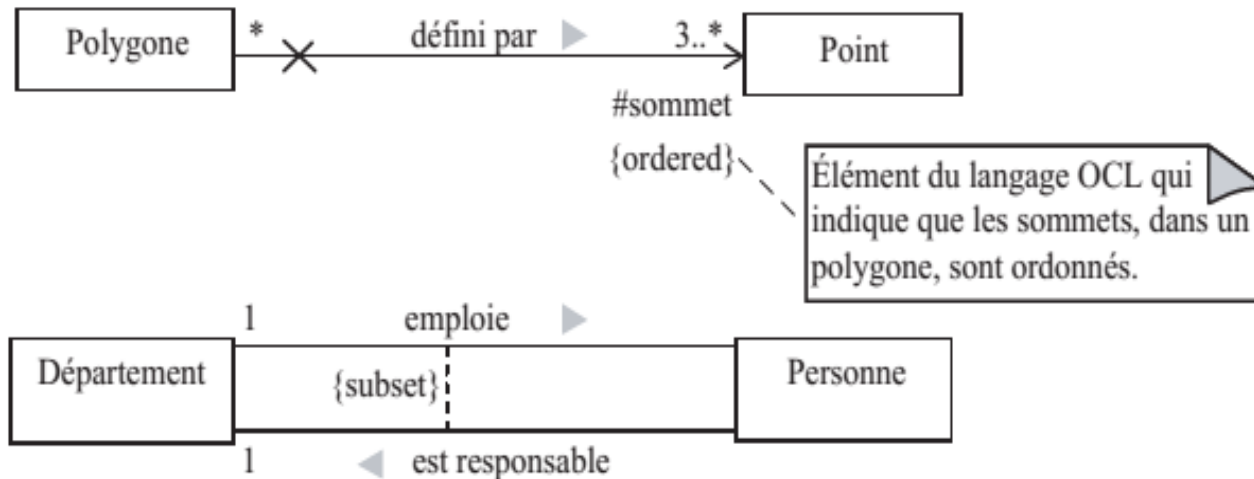 Polygone * défini par 3..* Point
#sommet
{ordered}
Élément du langage OCL qui
indique que les sommets, dans un
polygone, sont ordonnés.
1 emploie
Département {subset} Personne
1 est responsable